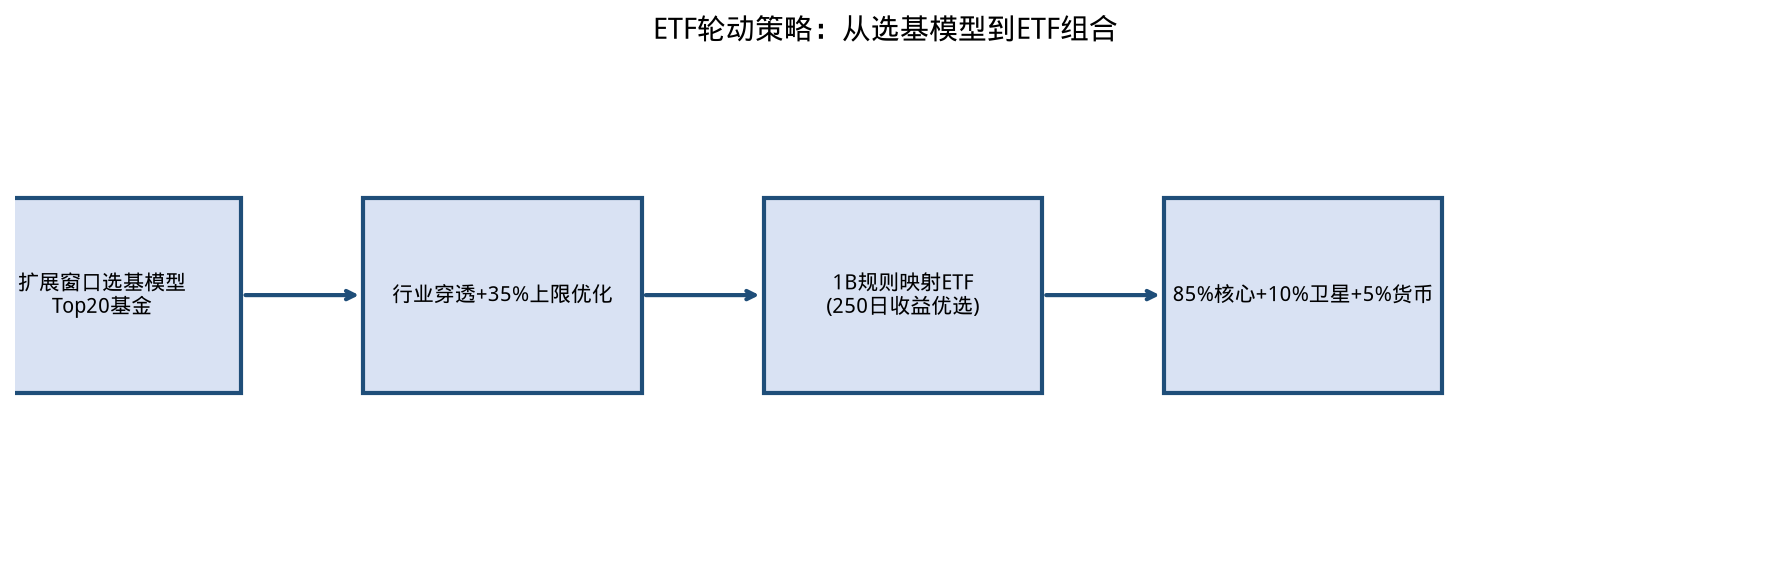 ETF轮动策略：从选基模型到ETF组合
扩展窗口选基模型
Top20基金
行业穿透+35%上限优化
1B规则映射ETF
(250日收益优选)
85%核心+10%卫星+5%货币